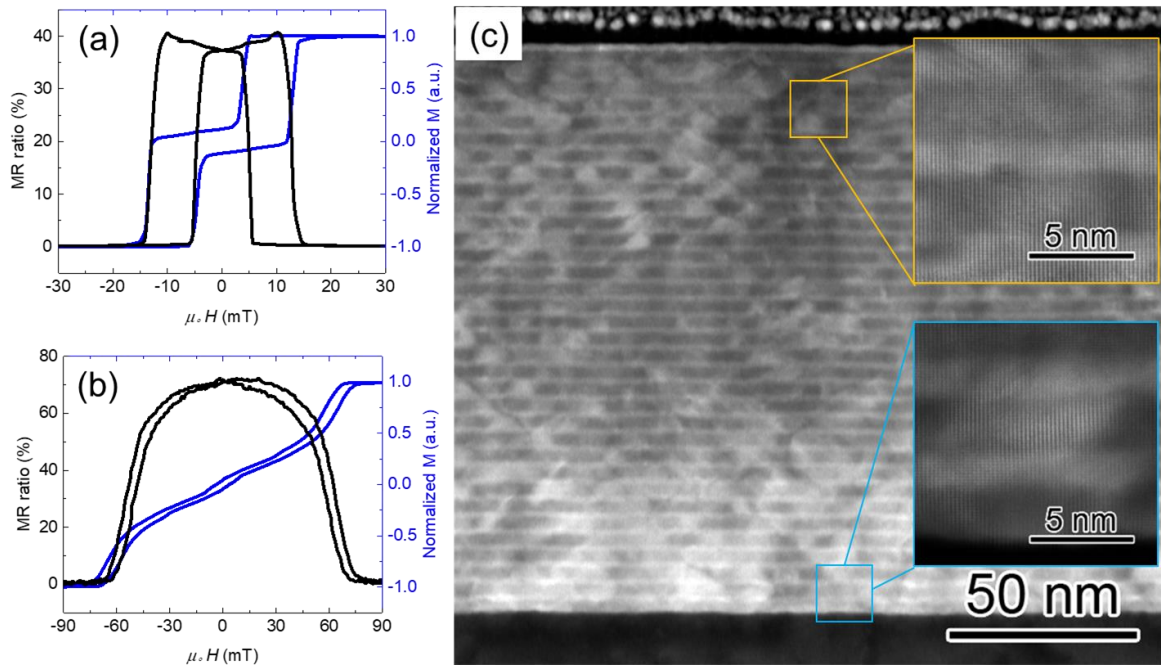 (a)
MR ratio (%)
40
30
20
10
0
1.0
0.5
0.0
-0.5
-1.0
Normalized M (a.u.)
-30 -20 -10 0 10 20 30
μ₀ H (mT)
(b)
MR ratio (%)
80
60
40
20
0
1.0
0.5
0.0
-0.5
-1.0
Normalized M (a.u.)
-90 -60 -30 0 30 60 90
μ₀ H (mT)
(c)
5 nm
5 nm
50 nm